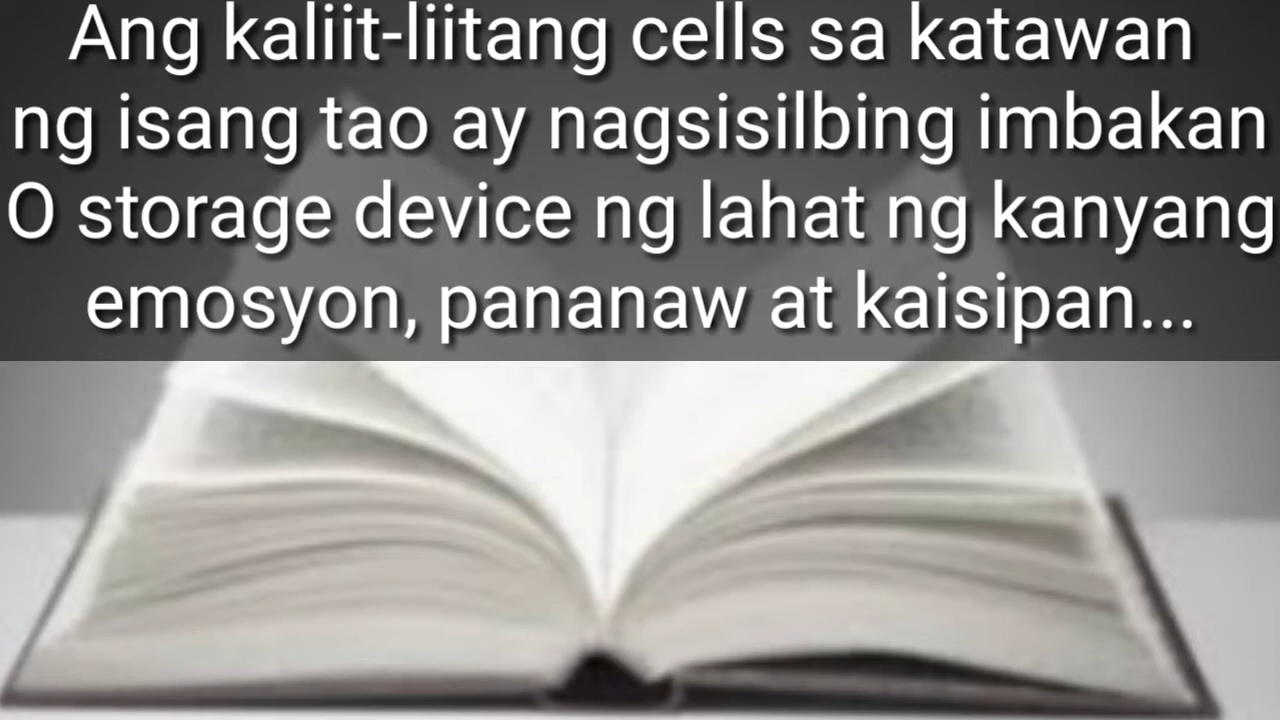 Ang kaliit-liitang cells sa katawan
ng isang tao ay nagsisilbing imbakan
O storage device ng lahat ng kanyang
emosyon, pananaw at kaisipan...